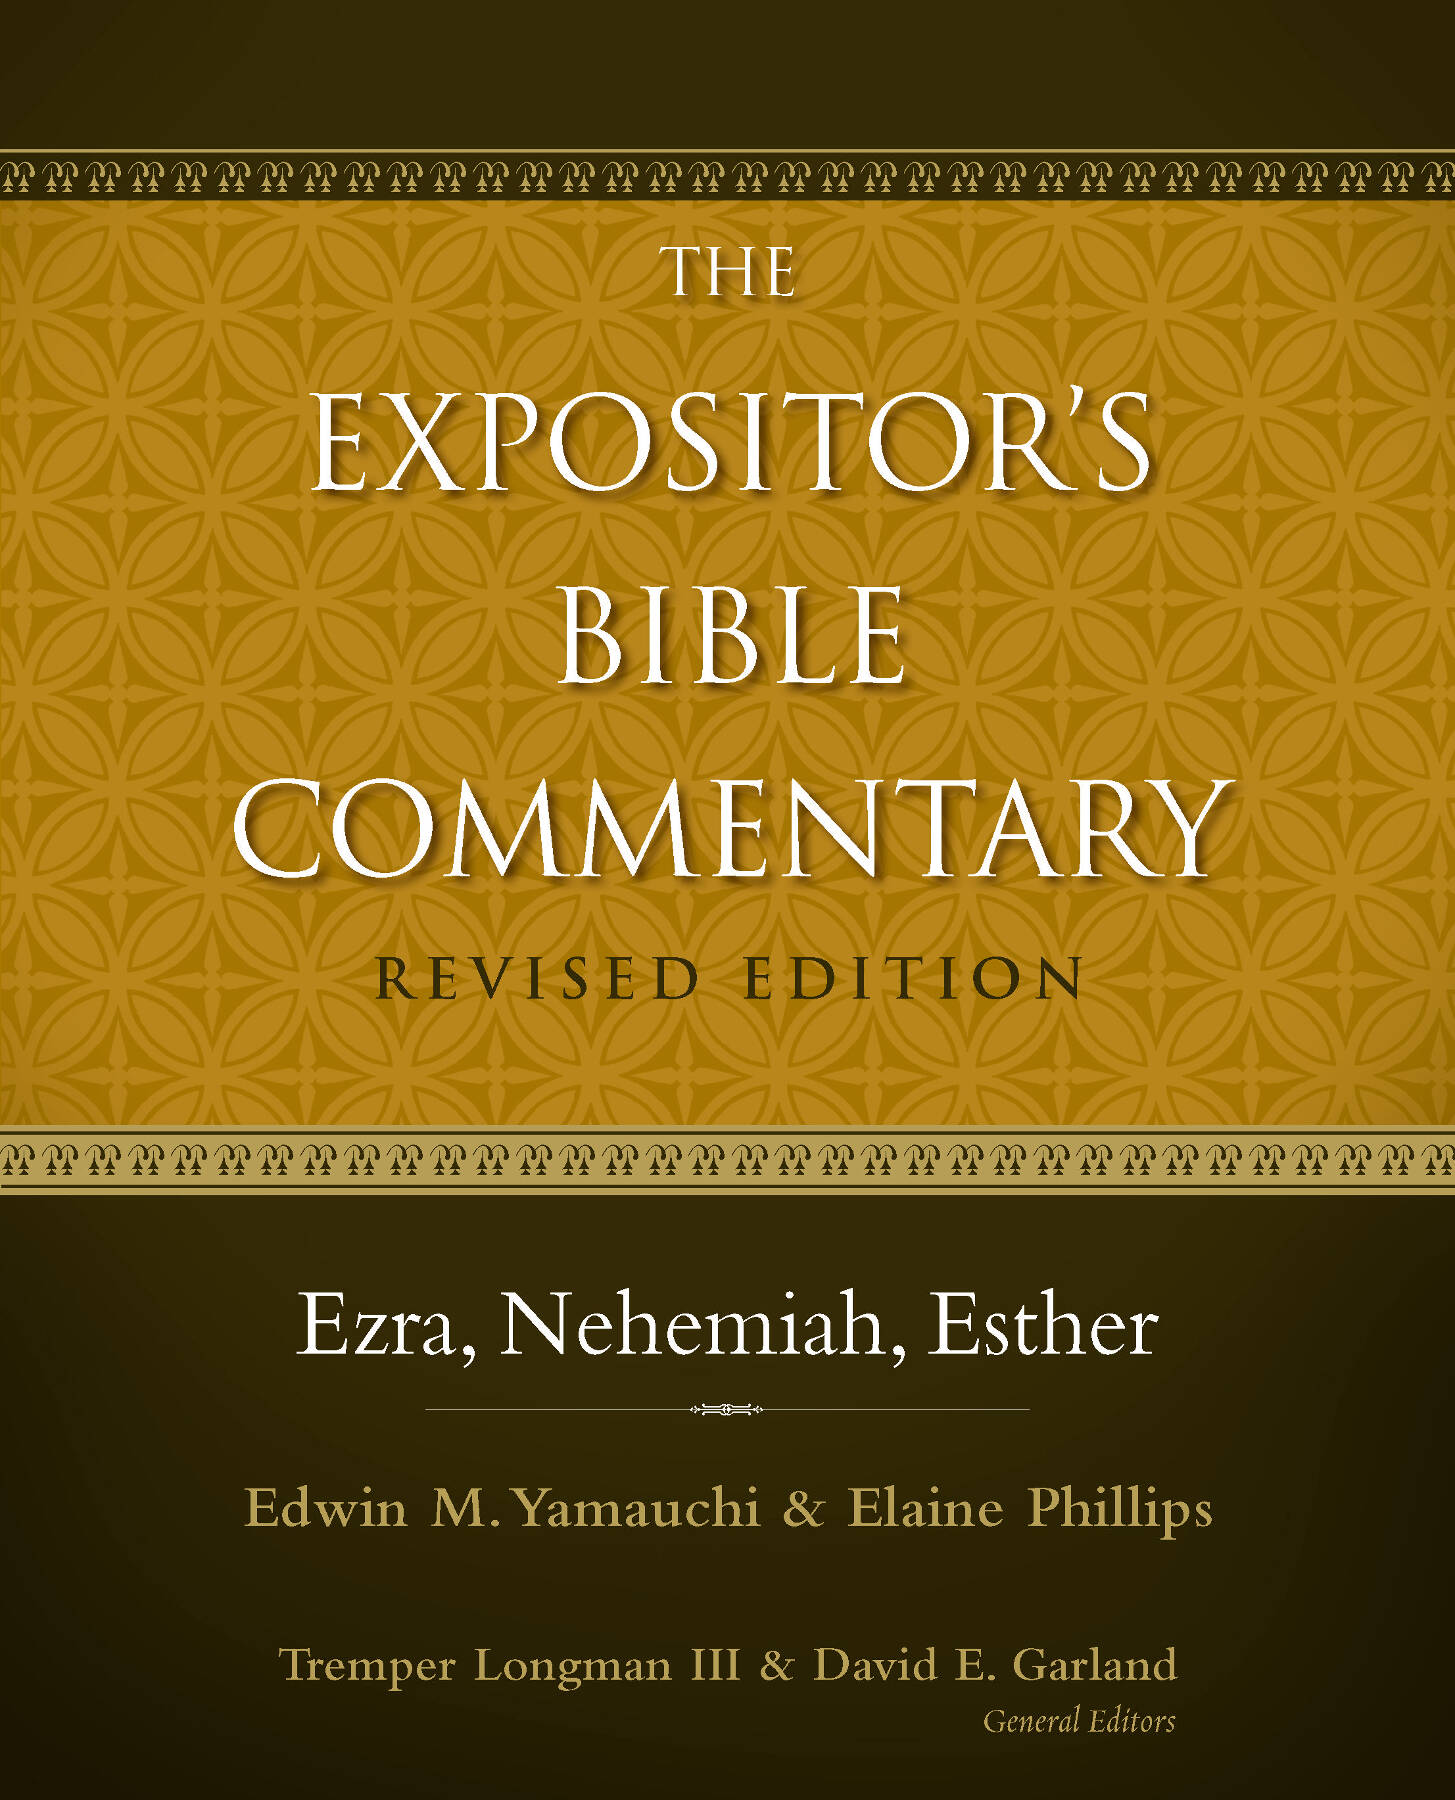 THE
EXPOSITOR'S
BIBLE
COMMENTARY
REVISED EDITION
Ezra, Nehemiah, Esther
Edwin M. Yamauchi & Elaine Phillips
Tremper Longman III & David E. Garland
General Editors